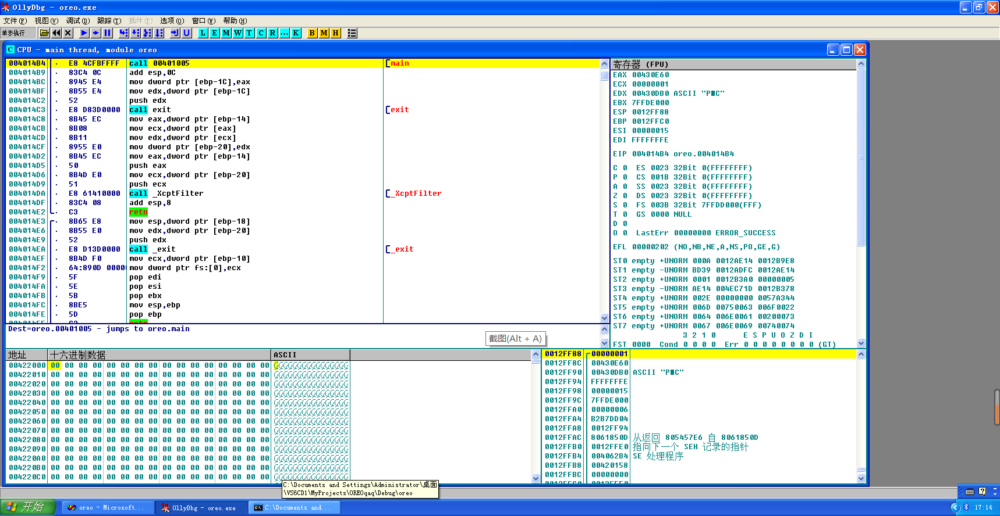 OllyDbg - oreo.exe
文件(F) 视图(V) 调试(D) 跟踪(T) 插件(P) 选项(O) 窗口(W) 帮助(H)
单步执行 L E M W T C R ... K B M H
C CPU - main thread, module oreo
004014B4 . E8 4CFBFFFF call 00401005 [main
004014B9 . 83C4 0C add esp,0C
004014BC . 8945 E4 mov dword ptr [ebp-1C],eax
004014BF . 8B55 E4 mov edx,dword ptr [ebp-1C]
004014C2 . 52 push edx
004014C3 . E8 D83D0000 call exit [exit
004014C8 . 8B45 EC mov eax,dword ptr [ebp-14]
004014CB . 8B08 mov ecx,dword ptr [eax]
004014CD . 8B11 mov edx,dword ptr [ecx]
004014CF . 8955 E0 mov dword ptr [ebp-20],edx
004014D2 . 8B45 EC mov eax,dword ptr [ebp-14]
004014D5 . 50 push eax
004014D6 . 8B4D E0 mov ecx,dword ptr [ebp-20]
004014D9 . 51 push ecx
004014DA . E8 61410000 call _XcptFilter [_XcptFilter
004014DF . 83C4 08 add esp,8
004014E2 . C3 retn
004014E3 . 8B65 E8 mov esp,dword ptr [ebp-18]
004014E6 . 8B55 E0 mov edx,dword ptr [ebp-20]
004014E9 . 52 push edx
004014EA . E8 D13D0000 call _exit [_exit
004014EF . 8B4D F0 mov ecx,dword ptr [ebp-10]
004014F2 . 64:890D 0000 mov dword ptr fs:[0],ecx
004014F9 . 5F pop edi
004014FA . 5E pop esi
004014FB . 5B pop ebx
004014FC . 8BE5 mov esp,ebp
004014FE . 5D pop ebp
004014FF . C3 retn
Dest=oreo.00401005 - jumps to oreo.main
截图(Alt + A)
寄存器 (FPU)
EAX 00430E60
ECX 00000001
EDX 00430DB0 ASCII "PMC"
EBX 7FFDE000
ESP 0012FF88
EBP 0012FFC0
ESI 00000015
EDI FFFFFFFE
EIP 004014B4 oreo.004014B4
C 0 ES 0023 32Bit 0(FFFFFFFF)
P 0 CS 001B 32Bit 0(FFFFFFFF)
A 0 SS 0023 32Bit 0(FFFFFFFF)
Z 0 DS 0023 32Bit 0(FFFFFFFF)
S 0 FS 003B 32Bit 7FFDD000(FFF)
T 0 GS 0000 NULL
D 0
O 0 LastErr 00000000 ERROR_SUCCESS
EFL 00000202 (NO,NB,NE,A,NS,PO,GE,G)
ST0 empty +UNORM 000A 0012AE14 0012B9E8
ST1 empty -UNORM BD39 0012ADFC 0012AE14
ST2 empty +UNORM 0001 0012B3A0 00000005
ST3 empty -UNORM AE14 004EC71D 0012B378
ST4 empty +UNORM 002E 00000000 0057A344
ST5 empty +UNORM 006D 00750063 006F0022
ST6 empty +UNORM 0064 006E0061 00200073
ST7 empty +UNORM 0067 006E0069 00740074
3 2 1 0 E S P U O Z D I
FST 0000 Cond 0 0 0 0 Err 0 0 0 0 0 0 0 0 (GT)
地址 十六进制数据 ASCII
00422000 00 00 00 00 00 00 00 00 00 00 00 00 00 00 00 00
00422010 00 00 00 00 00 00 00 00 00 00 00 00 00 00 00 00
00422020 00 00 00 00 00 00 00 00 00 00 00 00 00 00 00 00
00422030 00 00 00 00 00 00 00 00 00 00 00 00 00 00 00 00
00422040 00 00 00 00 00 00 00 00 00 00 00 00 00 00 00 00
00422050 00 00 00 00 00 00 00 00 00 00 00 00 00 00 00 00
00422060 00 00 00 00 00 00 00 00 00 00 00 00 00 00 00 00
00422070 00 00 00 00 00 00 00 00 00 00 00 00 00 00 00 00
00422080 00 00 00 00 00 00 00 00 00 00 00 00 00 00 00 00
00422090 00 00 00 00 00 00 00 00 00 00 00 00 00 00 00 00
004220A0 00 00 00 00 00 00 00 00 00 00 00 00 00 00 00 00
004220B0 00 00 00 00 00 00 00 00 00 00 00 00 00 00 00 00
004220C0 00 00 00 00 00 00 00 00 00 00 00 00 00 00 00 00
0012FF88 00000001
0012FF8C 00430E60
0012FF90 00430DB0 ASCII "PMC"
0012FF94 FFFFFFFE
0012FF98 00000015
0012FF9C 7FFDE000
0012FFA0 00000006
0012FFA4 B2B7DD04
0012FFA8 0012FF94
0012FFAC 8061850D 从返回 805457E6 自 8061850D
0012FFB0 0012FFE0 指向下一个 SEH 记录的指针
0012FFB4 004062B4 SE 处理程序
0012FFB8 00420158
0012FFBC 00000000
0012FFC0 0012FFF0
C:\Documents and Settings\Administrator\桌面
\VS6CD1\MyProjects\OREOqaq\Debug\oreo
开始 oreo - Microsoft... OllyDbg - oreo.exe C:\Documents and... 17:14